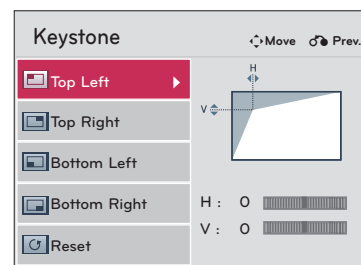 Keystone
Move Prev.
Top Left
Top Right
Bottom Left
Bottom Right
Reset
H
V
H : 0
V : 0